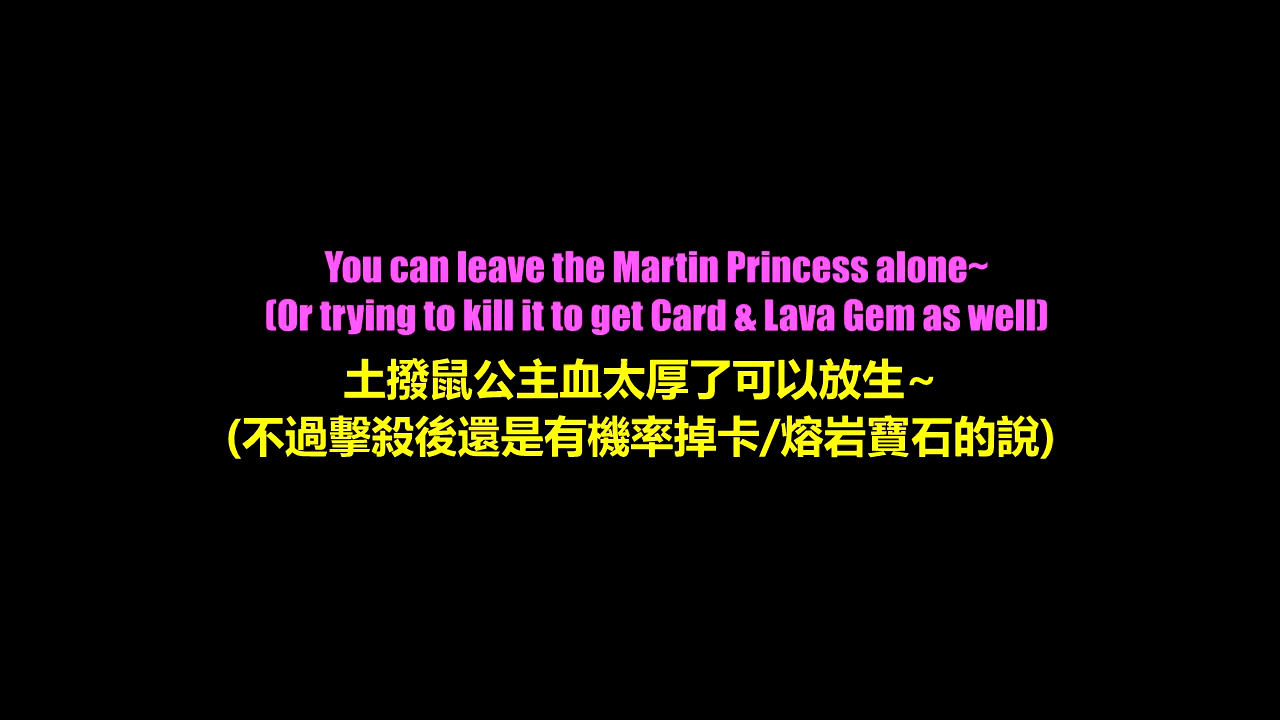 You can leave the Martin Princess alone~
(Or trying to kill it to get Card & Lava Gem as well)
土撥鼠公主血太厚了可以放生~
(不過擊殺後還是有機率掉卡/熔岩寶石的說)